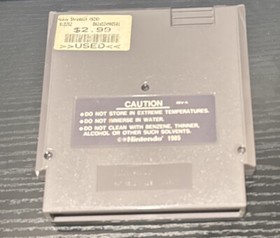 $2.99
>>USED<<
CAUTION
●DO NOT STORE IN EXTREME TEMPERATURES.
●DO NOT IMMERSE IN WATER.
●DO NOT CLEAN WITH BENZENE, THINNER,
ALCOHOL OR OTHER SUCH SOLVENTS.
©Nintendo 1985